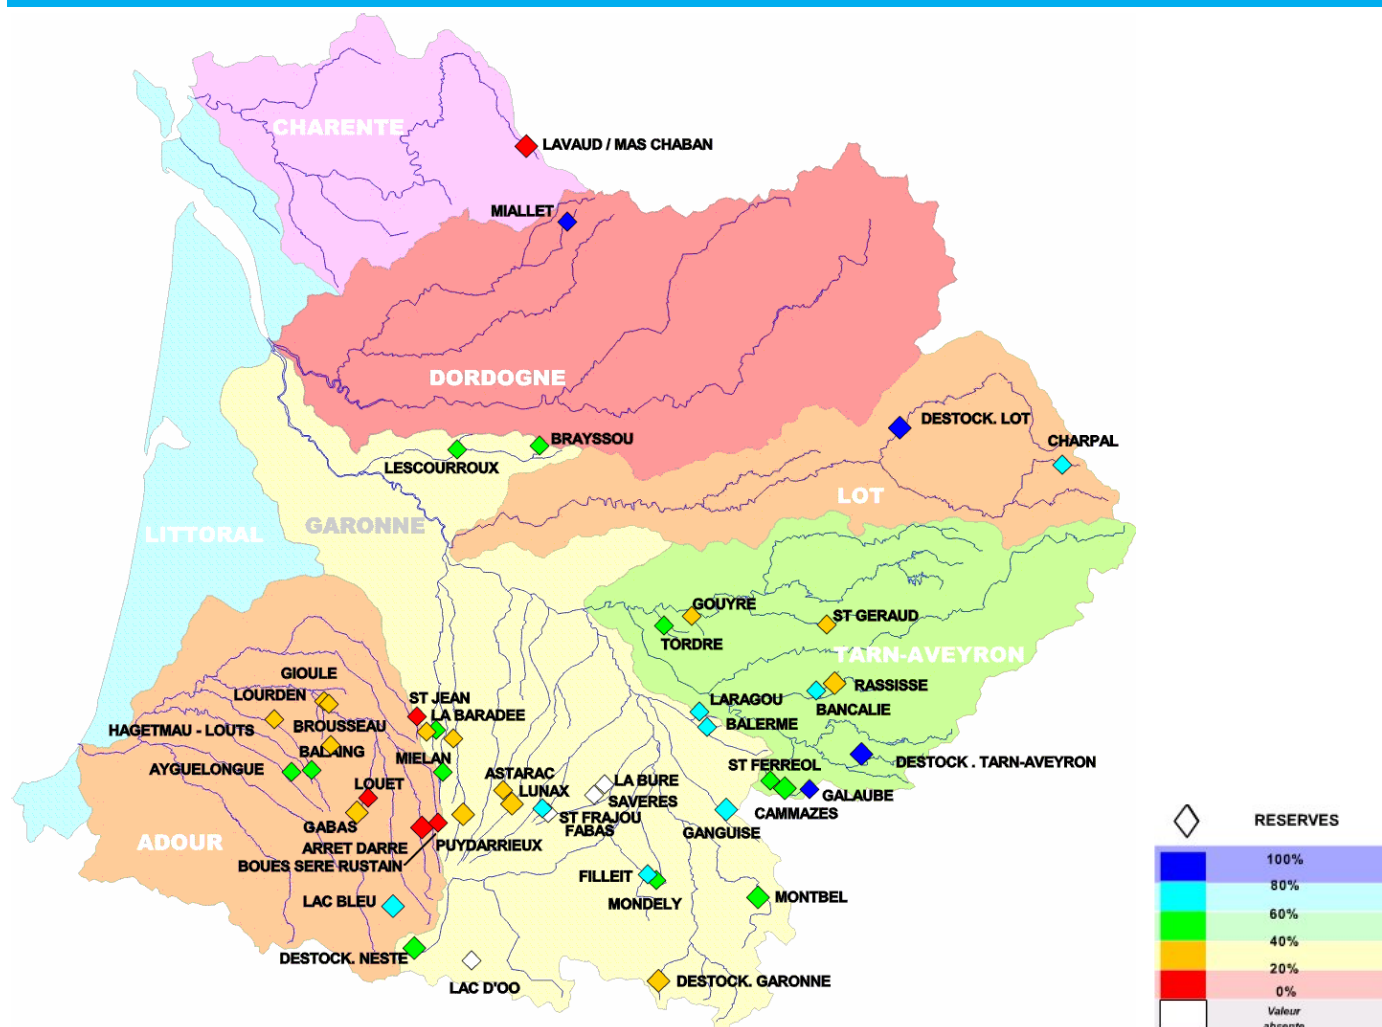 CHARENTE
LAVAUD / MAS CHABAN
MIALLET
DORDOGNE
DESTOCK. LOT
BRAYSSOU
CHARPAL
LESCOURROUX
LOT
GARONNE
LITTORAL
GOUYRE
ST GERAUD
TORDRE
TARN-AVEYRON
GIOULE
RASSISSE
LOURDEN
ST JEAN
LARAGOU
BANCALIE
LA BARADEE
HAGETMAU - LOUTS
BROUSSEAU
BALERME
BALAING
MIELAN
DESTOCK . TARN-AVEYRON
AYGUELONGUE
ASTARAC
ST FERREOL
LOUET
LUNAX
LA BURE
GALAUBE
SAVERES
CAMMAZES
GABAS
ST FRAJOU
RESERVES
FABAS
GANGUISE
ADOUR
ARRET DARRE
PUYDARRIEUX
BOUES SERE RUSTAIN
100%
FILLEIT
80%
LAC BLEU
MONDELY
MONTBEL
60%
40%
DESTOCK. NESTE
20%
DESTOCK. GARONNE
LAC D'OO
0%
Valeur
absente